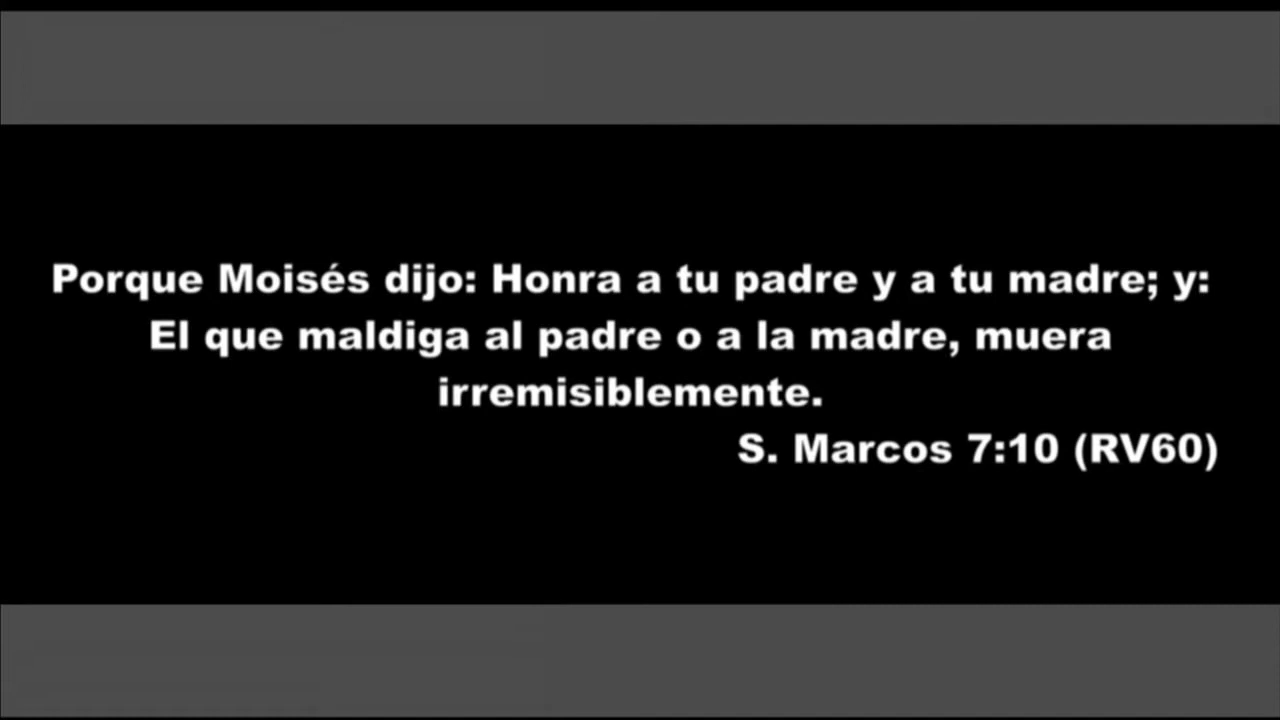 Porque Moisés dijo: Honra a tu padre y a tu madre; y:
El que maldiga al padre o a la madre, muera
irremisiblemente.
S. Marcos 7:10 (RV60)